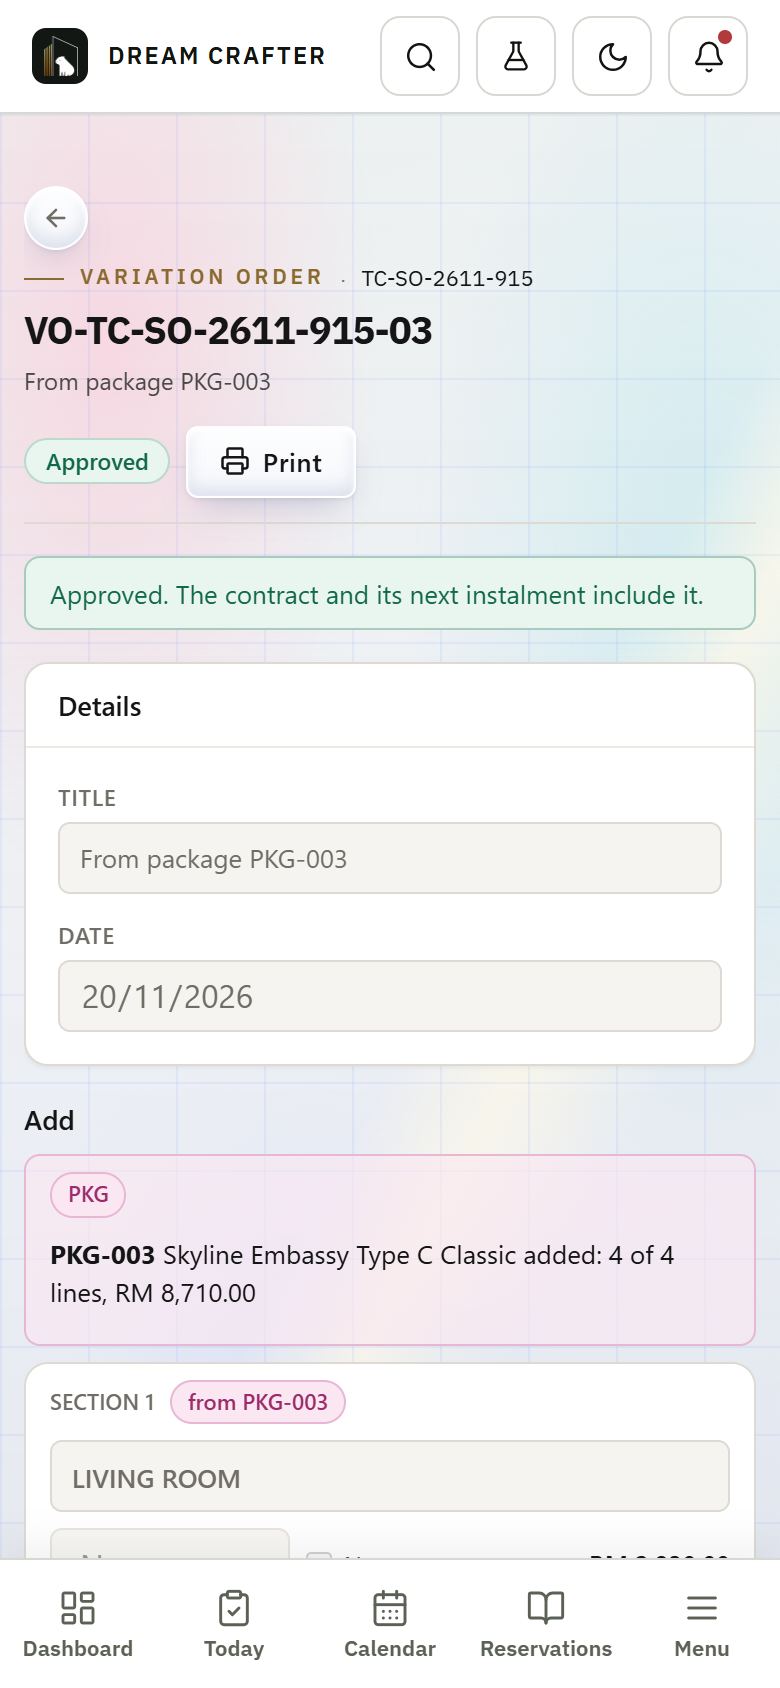 DREAM CRAFTER
VARIATION ORDER · TC-SO-2611-915
VO-TC-SO-2611-915-03
From package PKG-003
Approved
Print
Approved. The contract and its next instalment include it.
Details
TITLE
From package PKG-003
DATE
20/11/2026
Add
PKG
PKG-003 Skyline Embassy Type C Classic added: 4 of 4
lines, RM 8,710.00
SECTION 1 from PKG-003
LIVING ROOM
Dashboard
Today
Calendar
Reservations
Menu